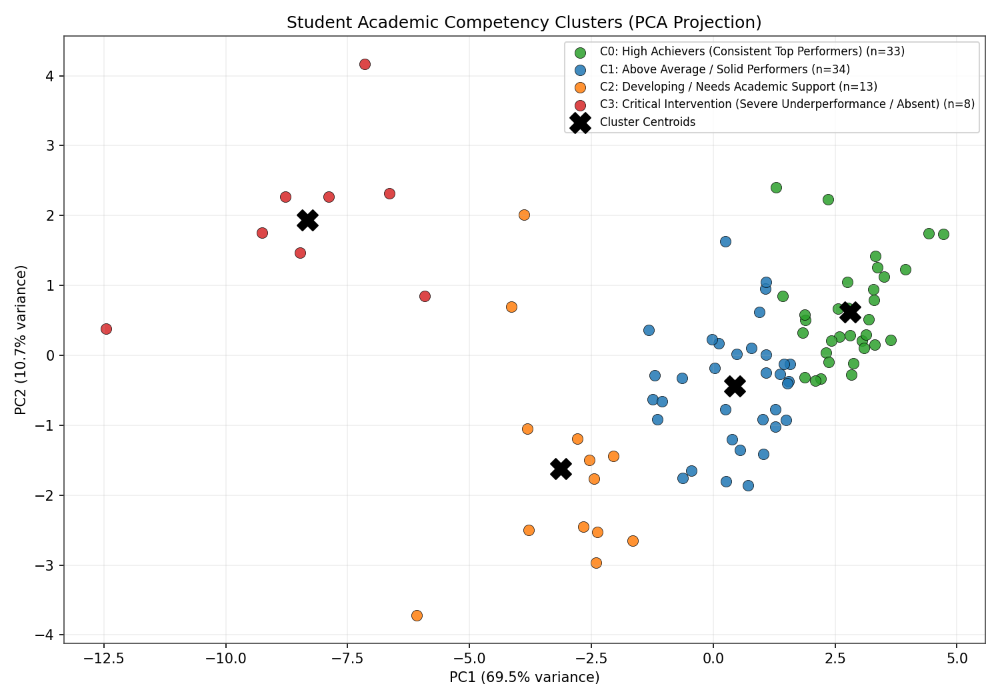 Student Academic Competency Clusters (PCA Projection)
C0: High Achievers (Consistent Top Performers) (n=33)
C1: Above Average / Solid Performers (n=34)
C2: Developing / Needs Academic Support (n=13)
C3: Critical Intervention (Severe Underperformance / Absent) (n=8)
Cluster Centroids
PC2 (10.7% variance)
4
3
2
1
0
−1
−2
−3
−4
−12.5 −10.0 −7.5 −5.0 −2.5 0.0 2.5 5.0
PC1 (69.5% variance)